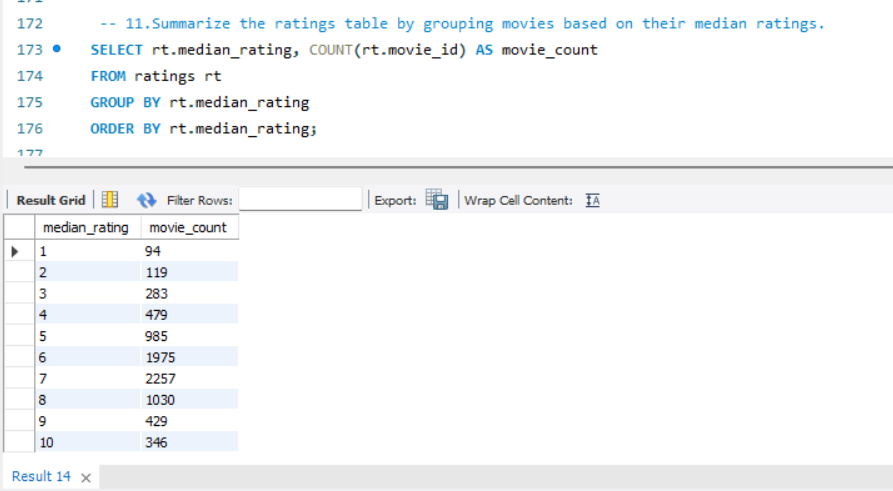 171
172 -- 11.Summarize the ratings table by grouping movies based on their median ratings.
173 SELECT rt.median_rating, COUNT(rt.movie_id) AS movie_count
174 FROM ratings rt
175 GROUP BY rt.median_rating
176 ORDER BY rt.median_rating;
177
Result Grid Filter Rows: Export: Wrap Cell Content: IA
median_rating movie_count
1 94
2 119
3 283
4 479
5 985
6 1975
7 2257
8 1030
9 429
10 346
Result 14 ×